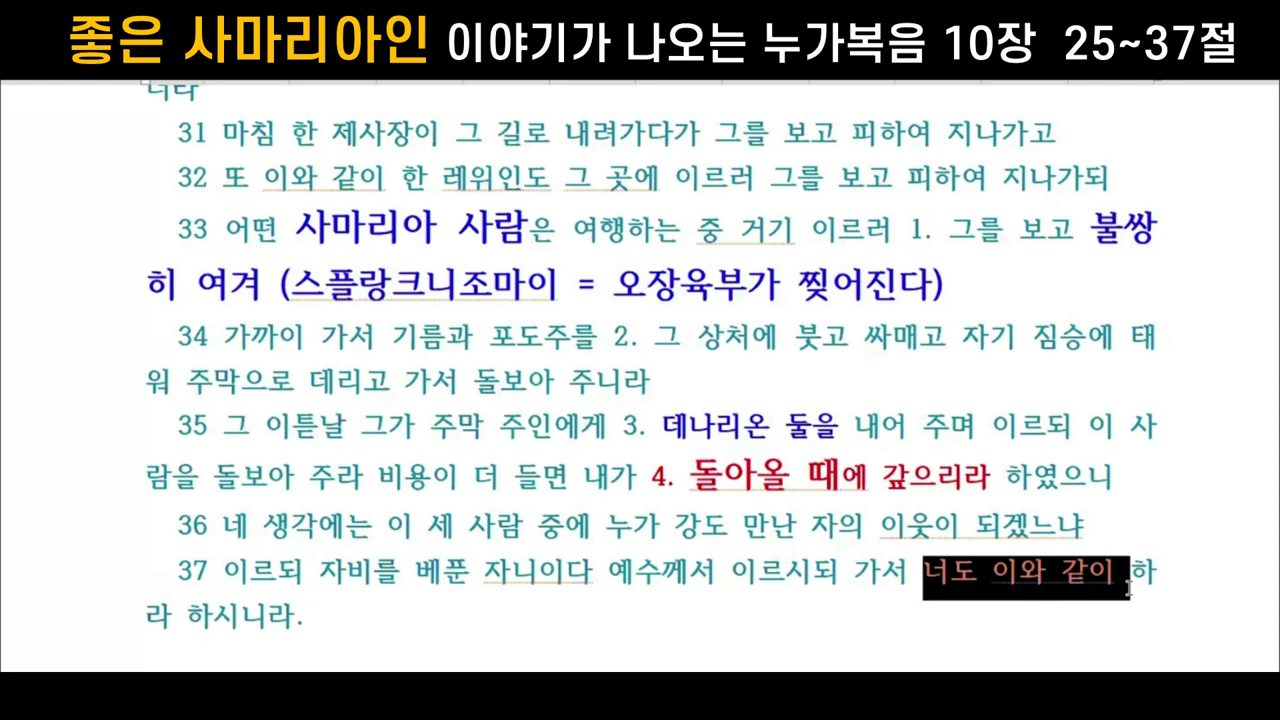 좋은 사마리아인 이야기가 나오는 누가복음 10장 25~37절
니라
31 마침 한 제사장이 그 길로 내려가다가 그를 보고 피하여 지나가고
32 또 이와 같이 한 레위인도 그 곳에 이르러 그를 보고 피하여 지나가되
33 어떤 사마리아 사람은 여행하는 중 거기 이르러 1. 그를 보고 불쌍
히 여겨 (스플랑크니조마이 = 오장육부가 찢어진다)
34 가까이 가서 기름과 포도주를 2. 그 상처에 붓고 싸매고 자기 짐승에 태
워 주막으로 데리고 가서 돌보아 주니라
35 그 이튿날 그가 주막 주인에게 3. 데나리온 둘을 내어 주며 이르되 이 사
람을 돌보아 주라 비용이 더 들면 내가 4. 돌아올 때에 갚으리라 하였으니
36 네 생각에는 이 세 사람 중에 누가 강도 만난 자의 이웃이 되겠느냐
37 이르되 자비를 베푼 자니이다 예수께서 이르시되 가서 너도 이와 같이 하
라 하시니라.